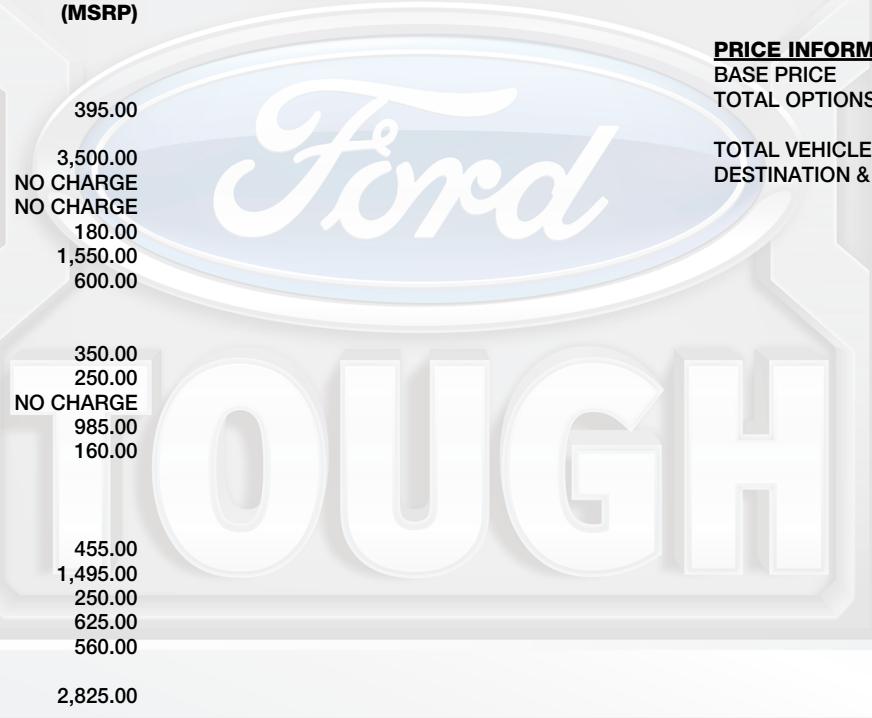 (MSRP)
395.00
3,500.00
NO CHARGE
NO CHARGE
180.00
1,550.00
600.00
350.00
250.00
NO CHARGE
985.00
160.00
455.00
1,495.00
250.00
625.00
560.00
2,825.00
PRICE INFORM
BASE PRICE
TOTAL OPTIONS
TOTAL VEHICLE
DESTINATION &
Ford
TOUGH